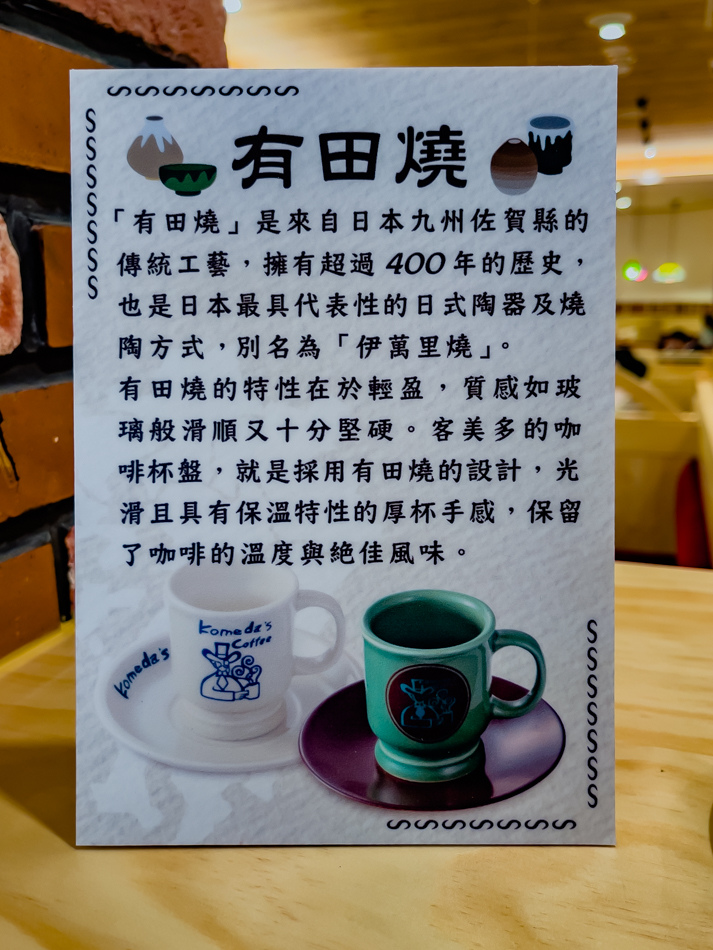 有田燒
「有田燒」是來自日本九州佐賀縣的
傳統工藝，擁有超過 400 年的歷史，
也是日本最具代表性的日式陶器及燒
陶方式，別名為「伊萬里燒」。
有田燒的特性在於輕盈，質感如玻
璃般滑順又十分堅硬。客美多的咖
啡杯盤，就是採用有田燒的設計，光
滑且具有保溫特性的厚杯手感，保留
了咖啡的溫度與絕佳風味。
Komeda's
Coffee
Komeda's